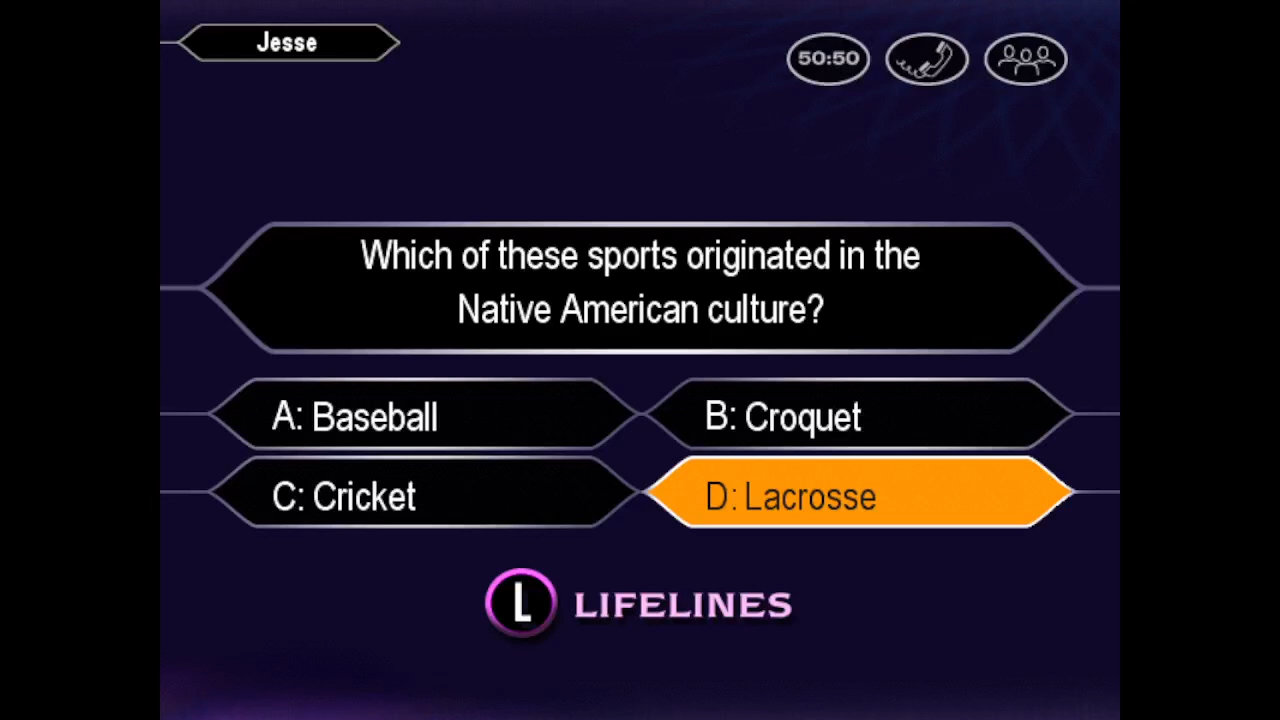 Jesse
50:50
Which of these sports originated in the
Native American culture?
A: Baseball
B: Croquet
C: Cricket
D: Lacrosse
L LIFELINES